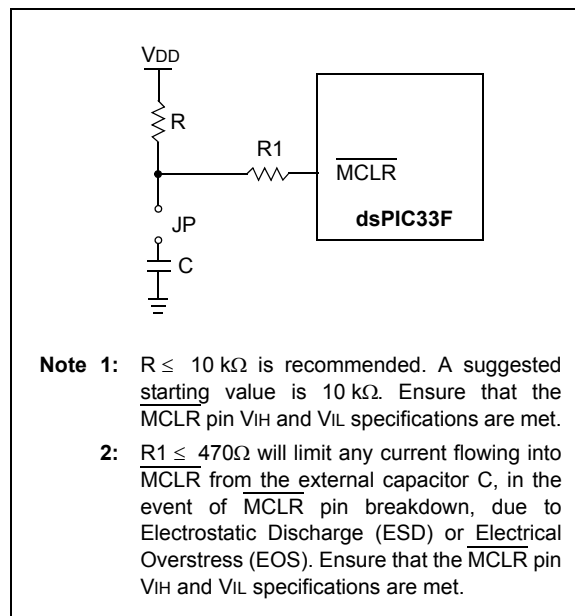 VDD
R
R1
MCLR
JP
dsPIC33F
C
Note 1: R ≤ 10 kΩ is recommended. A suggested
starting value is 10 kΩ. Ensure that the
MCLR pin VIH and VIL specifications are met.
2: R1 ≤ 470Ω will limit any current flowing into
MCLR from the external capacitor C, in the
event of MCLR pin breakdown, due to
Electrostatic Discharge (ESD) or Electrical
Overstress (EOS). Ensure that the MCLR pin
VIH and VIL specifications are met.